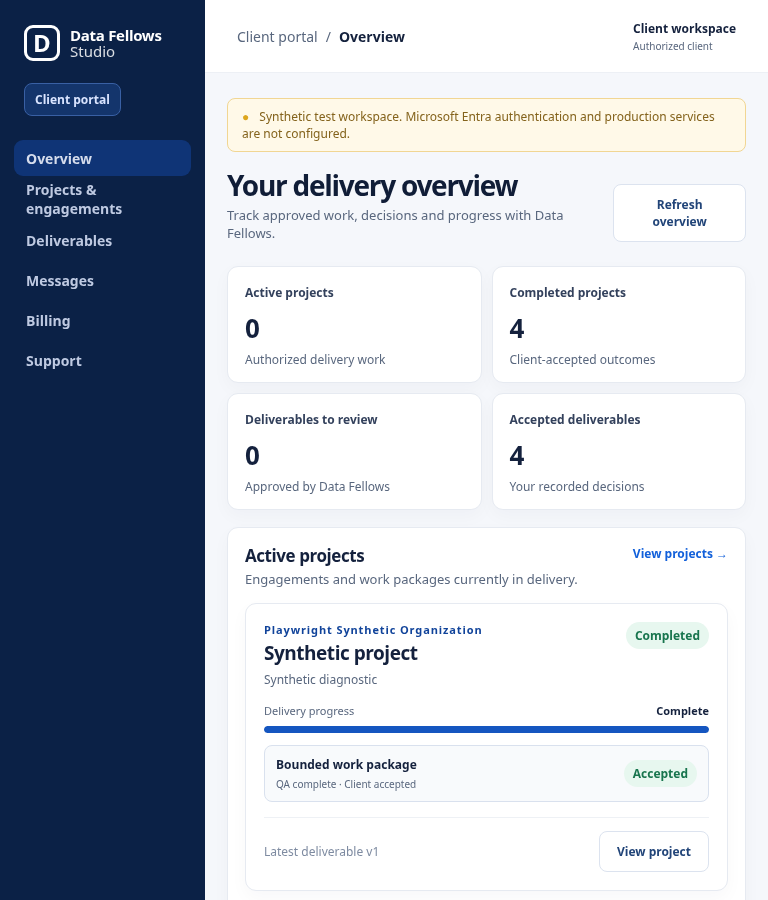 D
Data Fellows
Studio
Client portal
Overview
Projects &
engagements
Deliverables
Messages
Billing
Support
Client portal / Overview
Client workspace
Authorized client
● Synthetic test workspace. Microsoft Entra authentication and production services
are not configured.
Your delivery overview
Track approved work, decisions and progress with Data
Fellows.
Refresh
overview
Active projects
0
Authorized delivery work
Completed projects
4
Client-accepted outcomes
Deliverables to review
0
Approved by Data Fellows
Accepted deliverables
4
Your recorded decisions
Active projects
View projects →
Engagements and work packages currently in delivery.
Playwright Synthetic Organization
Completed
Synthetic project
Synthetic diagnostic
Delivery progress
Complete
Bounded work package
QA complete · Client accepted
Accepted
Latest deliverable v1
View project